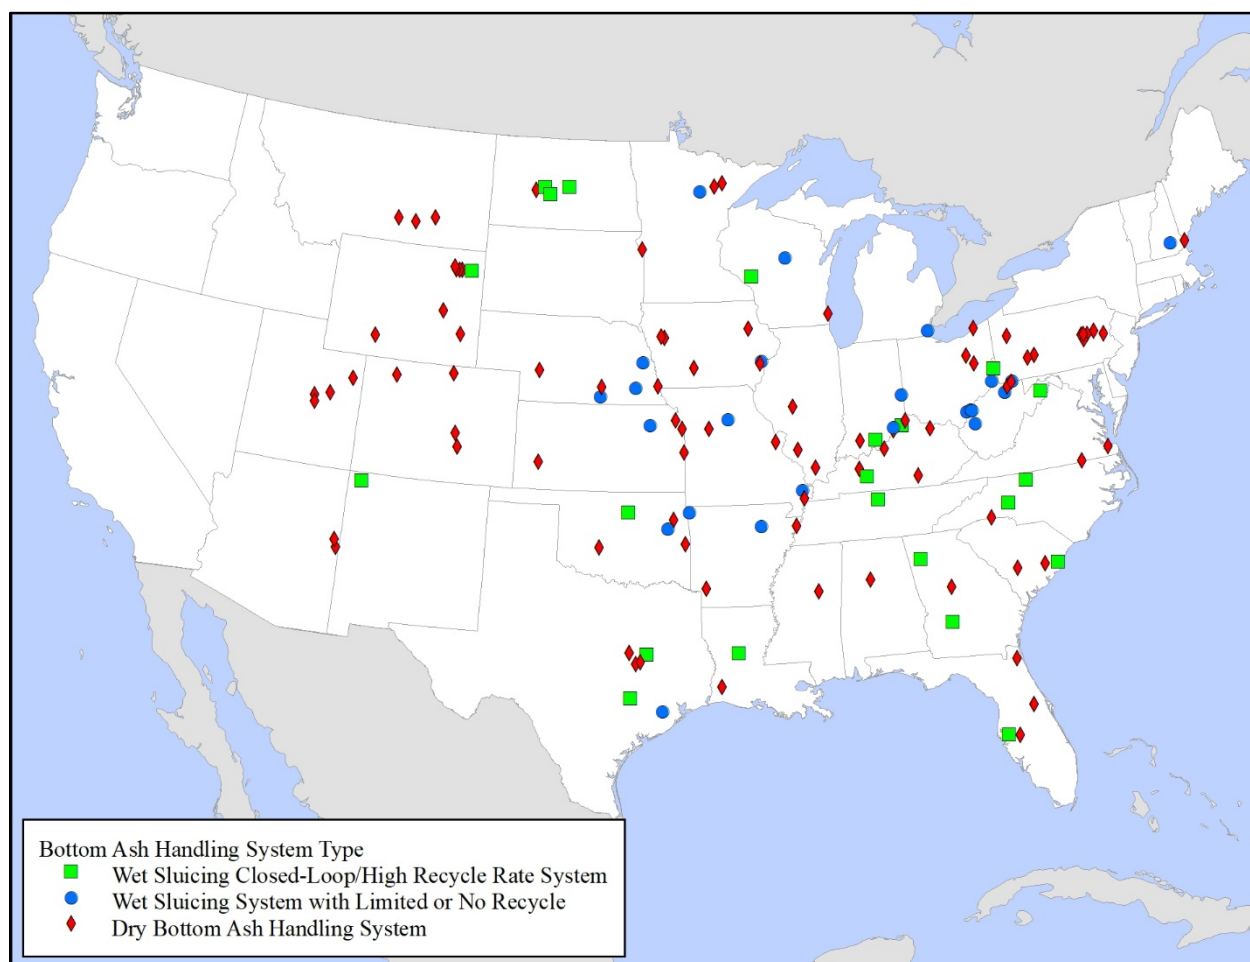 Bottom Ash Handling System Type
Wet Sluicing Closed-Loop/High Recycle Rate System
Wet Sluicing System with Limited or No Recycle
Dry Bottom Ash Handling System